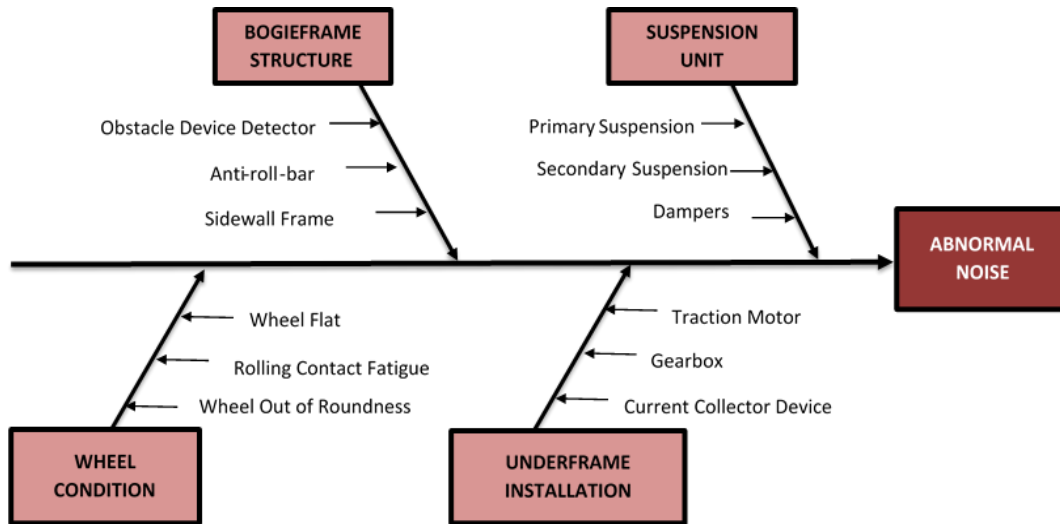 BOGIEFRAME
STRUCTURE
SUSPENSION
UNIT
Obstacle Device Detector
Anti-roll-bar
Sidewall Frame
Primary Suspension
Secondary Suspension
Dampers
ABNORMAL
NOISE
Wheel Flat
Rolling Contact Fatigue
Wheel Out of Roundness
Traction Motor
Gearbox
Current Collector Device
WHEEL
CONDITION
UNDERFRAME
INSTALLATION